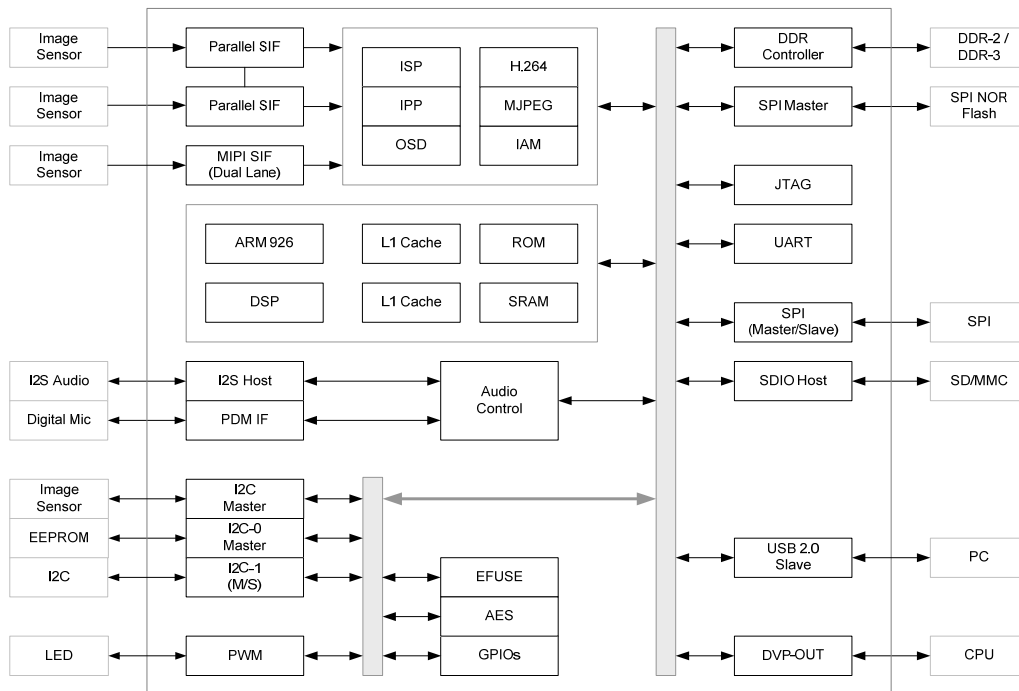 Image
Sensor
Parallel SIF
Image
Sensor
Parallel SIF
Image
Sensor
MIPI SIF
(Dual Lane)
ISP
H.264
IPP
MJPEG
OSD
IAM
DDR
Controller
DDR-2 /
DDR-3
SPI Master
SPI NOR
Flash
JTAG
UART
ARM 926
L1 Cache
ROM
DSP
L1 Cache
SRAM
SPI
(Master/Slave)
SPI
SDIO Host
SD/MMC
I2S Audio
I2S Host
Digital Mic
PDM IF
Audio
Control
Image
Sensor
I2C
Master
EEPROM
I2C-0
Master
I2C
I2C-1
(M/S)
EFUSE
AES
GPIOs
LED
PWM
USB 2.0
Slave
PC
DVP-OUT
CPU